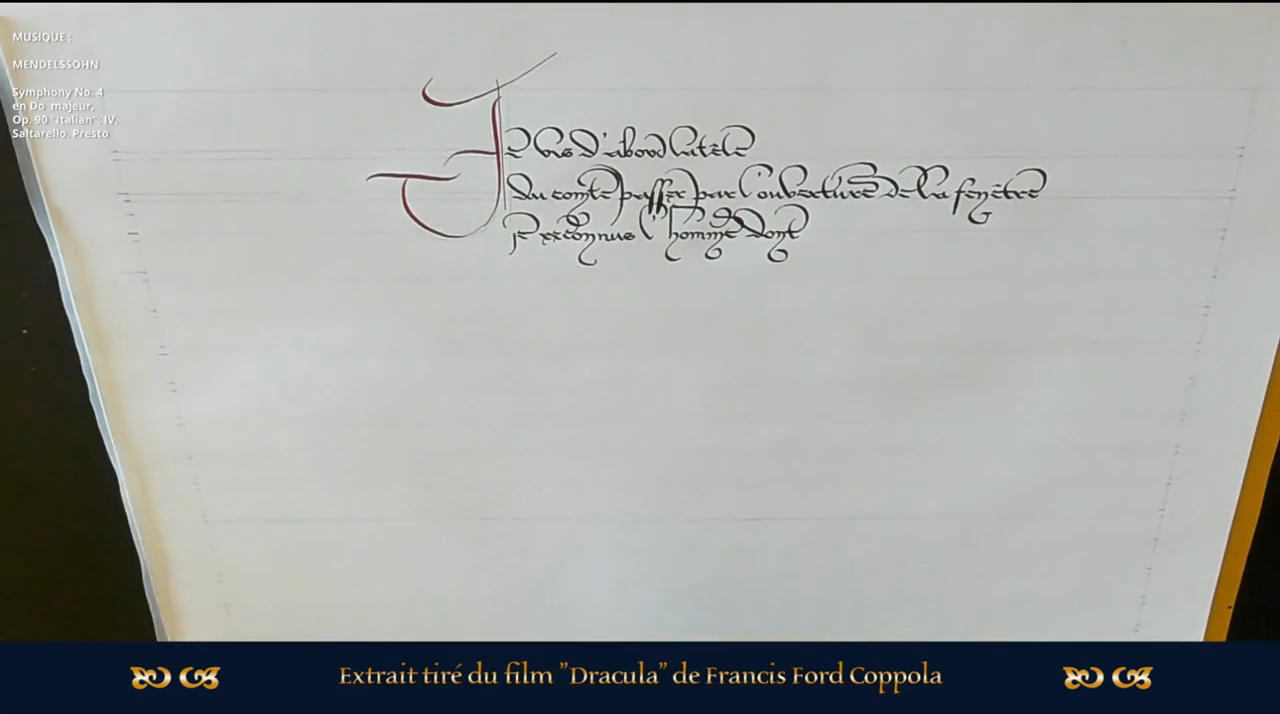 MUSIQUE :
MENDELSSOHN
Symphony No. 4
en Do majeur,
Op. 90 "Italian": IV.
Saltarello. Presto
Je vis d'abord la tête
du comte passer par l'ouverture de la fenêtre
je reconnus l'homme dont
Extrait tiré du film "Dracula" de Francis Ford Coppola